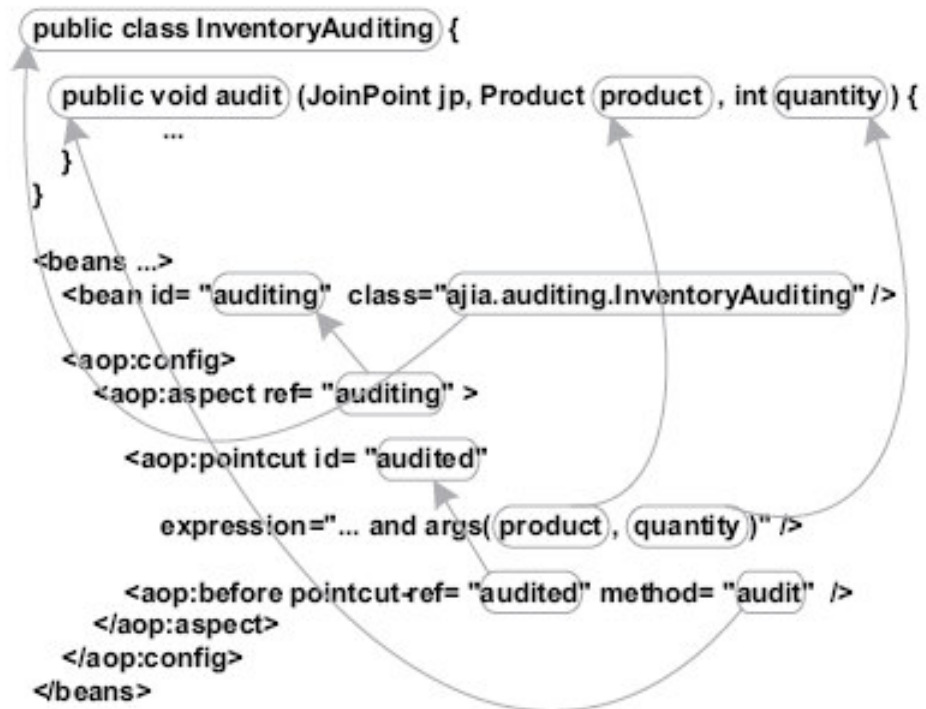 public class InventoryAuditing {
public void audit (JoinPoint jp, Product product , int quantity ) {
...
}
}
<beans ...>
<bean id= "auditing" class="ajia.auditing.InventoryAuditing" />
<aop:config>
<aop:aspect ref= "auditing" >
<aop:pointcut id= "audited"
expression="... and args( product , quantity )" />
<aop:before pointcut-ref= "audited" method= "audit" />
</aop:aspect>
</aop:config>
</beans>